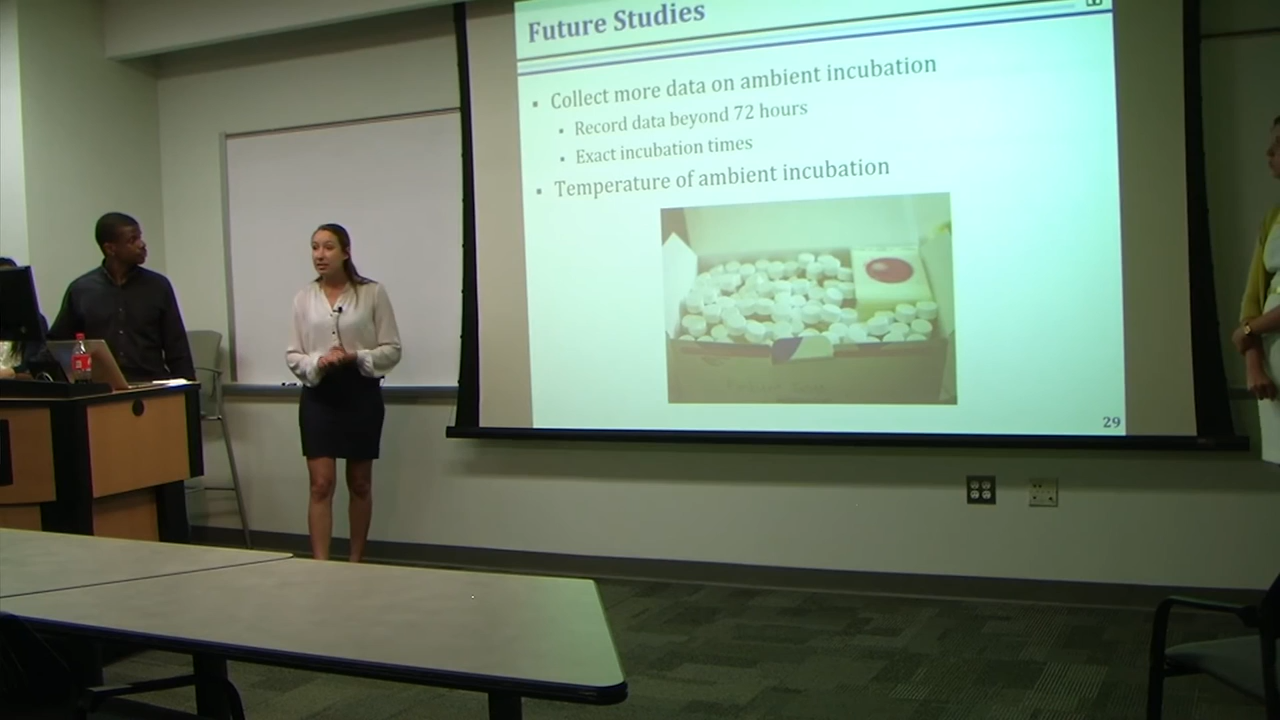 Future Studies
▪ Collect more data on ambient incubation
▪ Record data beyond 72 hours
▪ Exact incubation times
▪ Temperature of ambient incubation
29